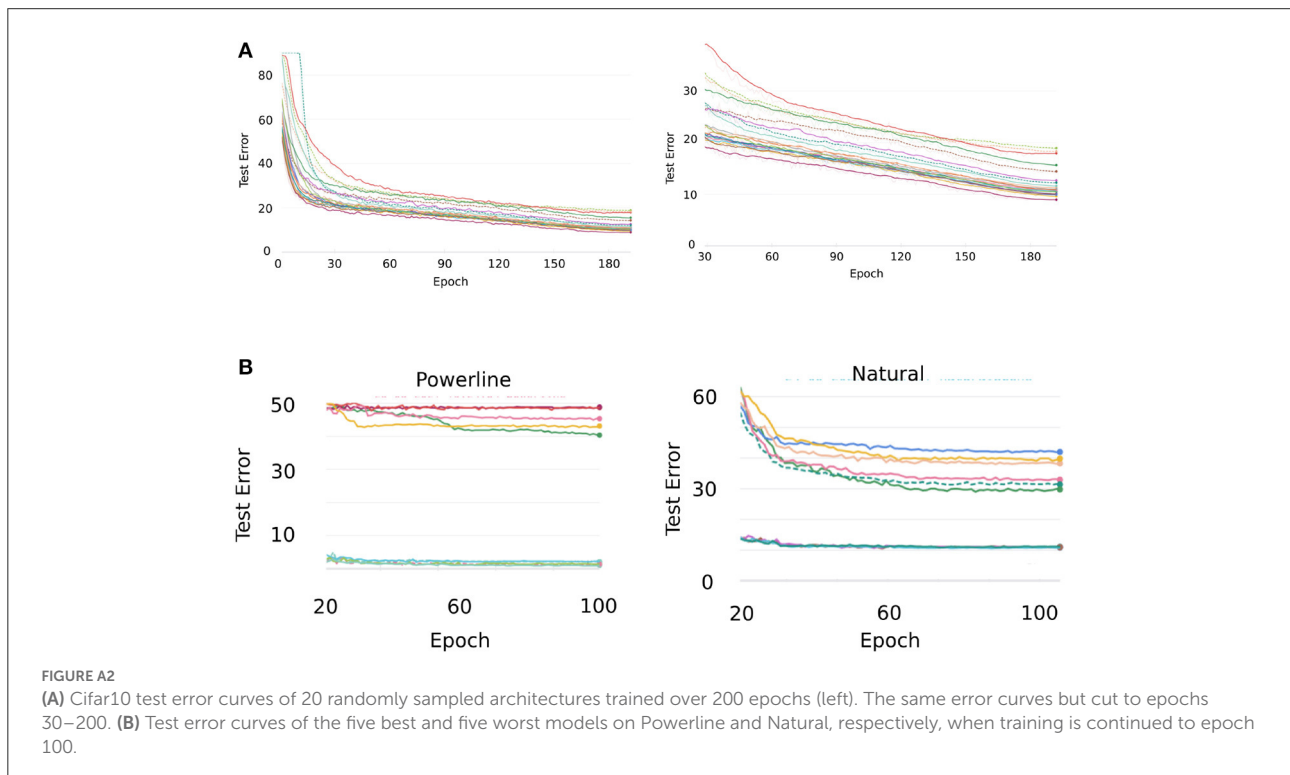 A
80
60
40
20
0
Test Error
0 30 60 90 120 150 180
Epoch
30
20
10
0
Test Error
30 60 90 120 150 180
Epoch
B
Powerline
50
30
10
Test Error
20 60 100
Epoch
Natural
60
30
0
Test Error
20 60 100
Epoch
FIGURE A2
(A) Cifar10 test error curves of 20 randomly sampled architectures trained over 200 epochs (left). The same error curves but cut to epochs
30–200. (B) Test error curves of the five best and five worst models on Powerline and Natural, respectively, when training is continued to epoch
100.